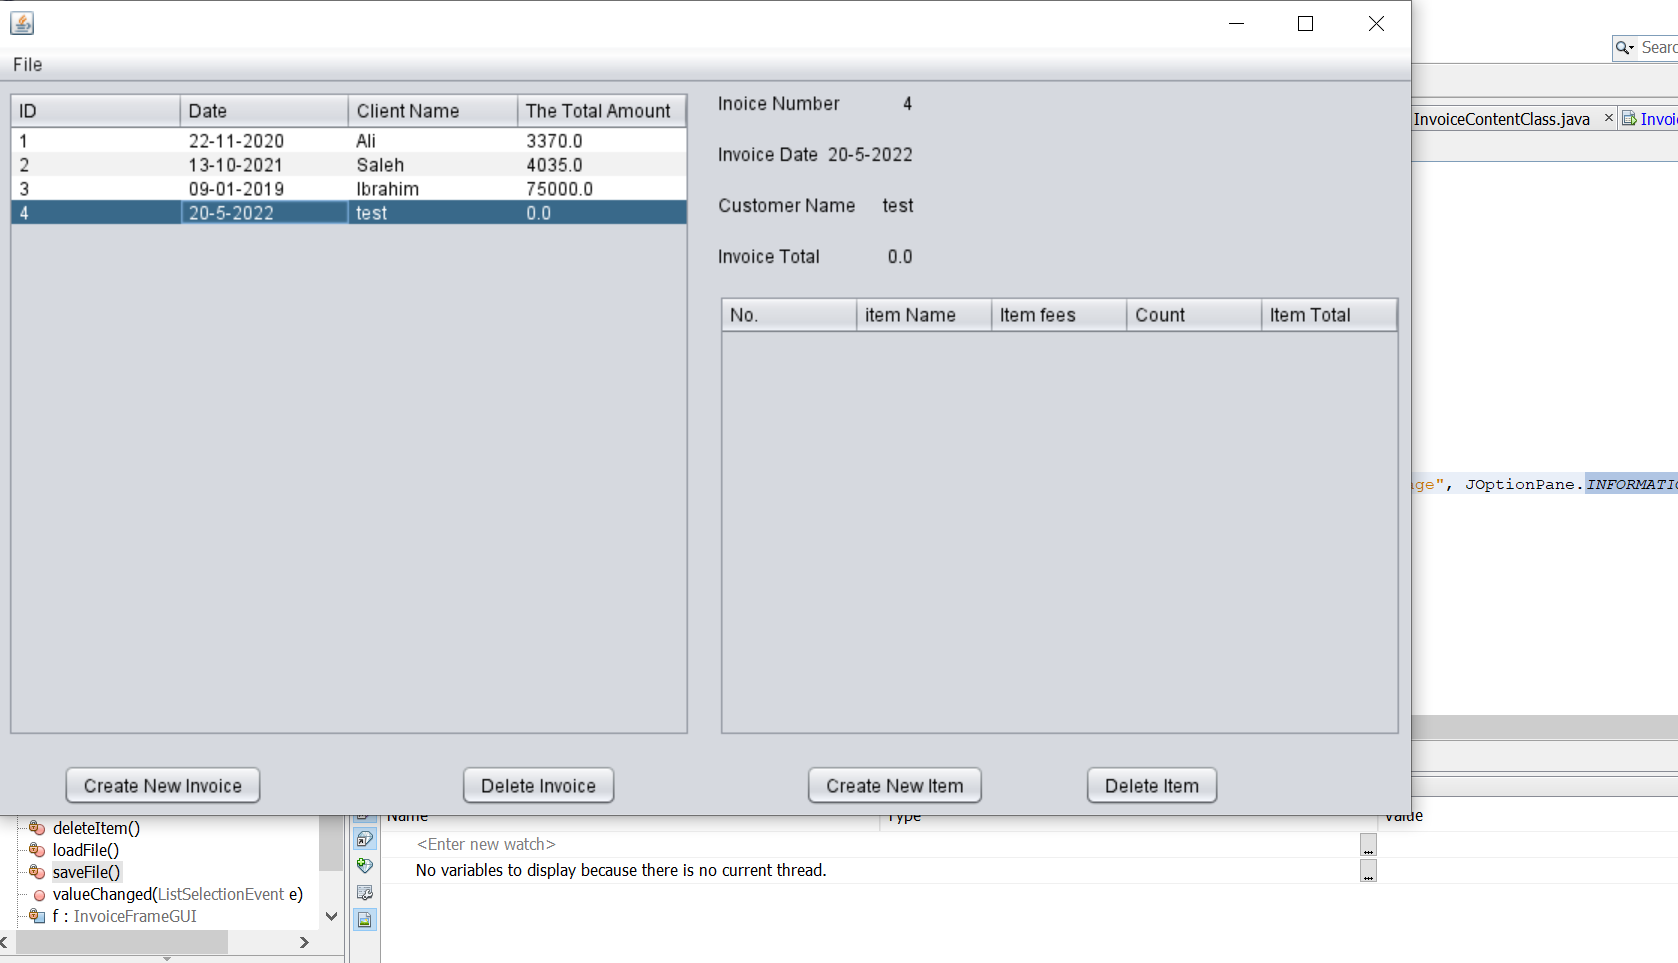 File
Searc
ID Date Client Name The Total Amount
1 22-11-2020 Ali 3370.0
2 13-10-2021 Saleh 4035.0
3 09-01-2019 Ibrahim 75000.0
4 20-5-2022 test 0.0
Inoice Number 4
Invoice Date 20-5-2022
Customer Name test
Invoice Total 0.0
No. item Name Item fees Count Item Total
Create New Invoice Delete Invoice Create New Item Delete Item
InvoiceContentClass.java × Invoi
age", JOptionPane.INFORMATIO
Name Type Value
deleteItem()
loadFile()
saveFile()
valueChanged(ListSelectionEvent e)
f : InvoiceFrameGUI
<Enter new watch> ...
No variables to display because there is no current thread. ...